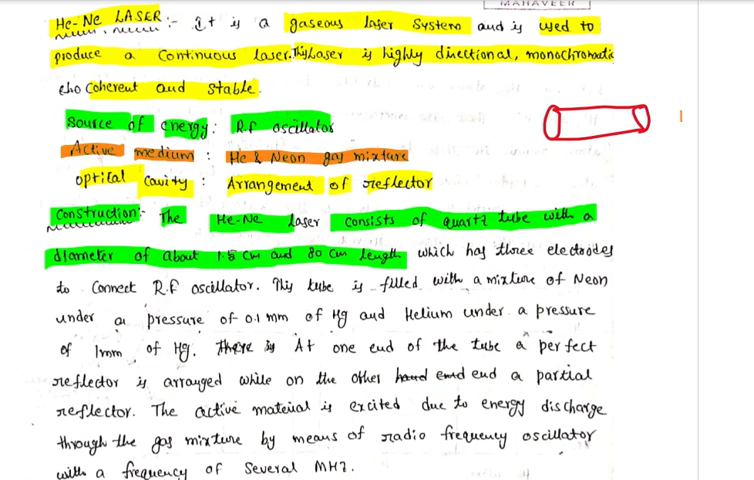 MAHAVEER
He-Ne LASER :- It is a gaseous laser system and is used to
produce a continuous laser. This Laser is highly directional, monochromatic
coherent and stable.
Source of energy : R.f oscillator
Active medium : He & Neon gas mixture
optical cavity : Arrangement of reflector
Construction:- The He-Ne laser consists of quartz tube with a
diameter of about 1.5 cm and 80 cm length which has three electrodes
to connect R.f oscillator. This tube is filled with a mixture of Neon
under a pressure of 0.1 mm of Hg and Helium under a pressure
of 1mm of Hg. There is At one end of the tube a perfect
reflector is arranged while on the other hand end end a partial
reflector. The active material is excited due to energy discharge
through the gas mixture by means of radio frequency oscillator
with a frequency of several MHz.